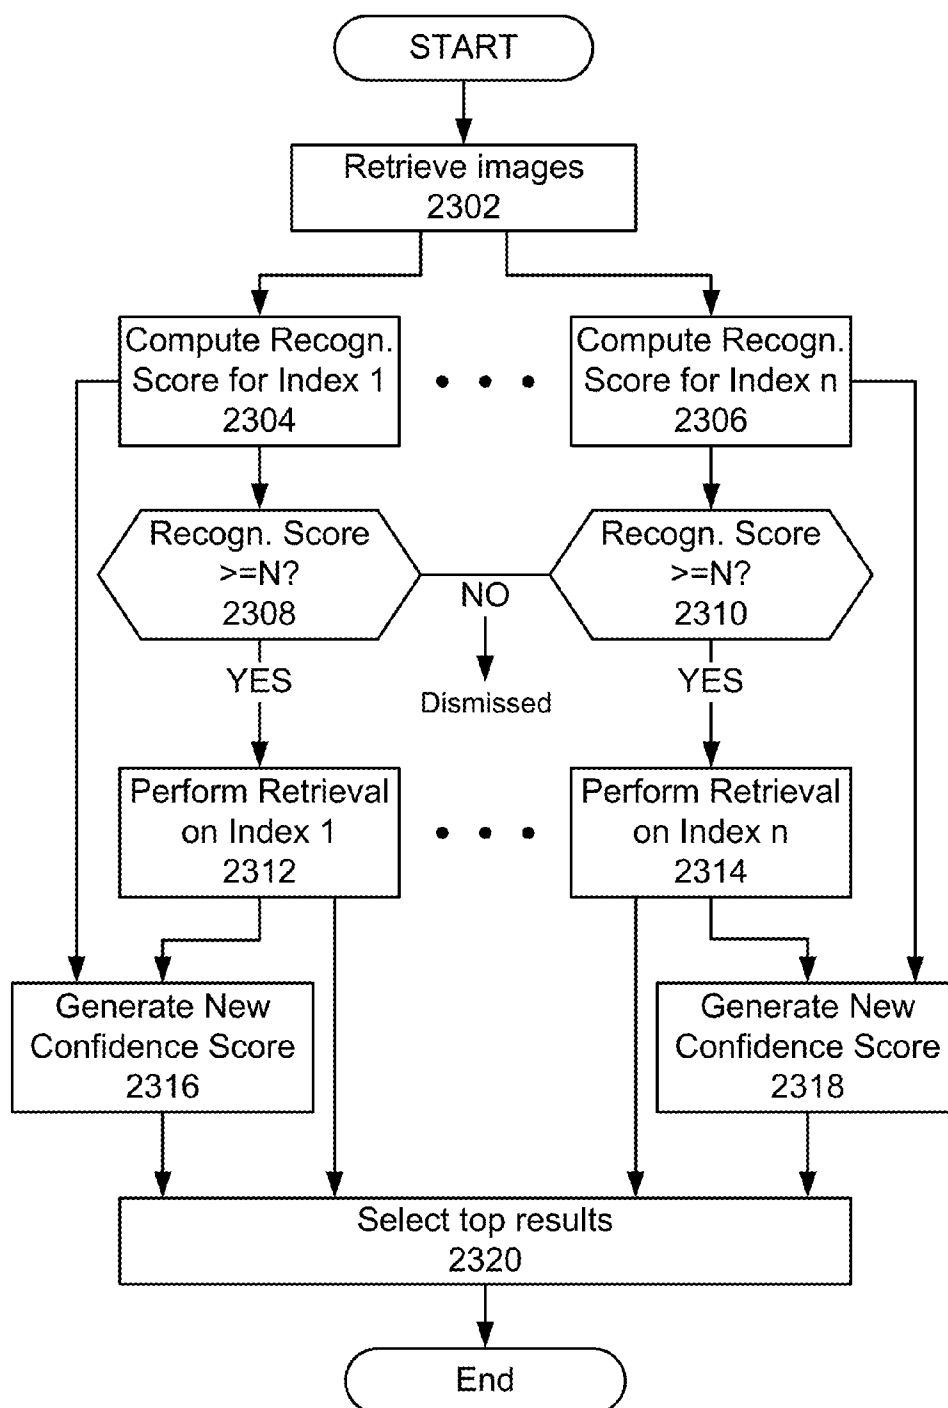 START
Retrieve images
2302
Compute Recogn.
Score for Index 1
2304
Compute Recogn.
Score for Index n
2306
Recogn. Score
>=N?
2308
NO
Recogn. Score
>=N?
2310
YES
Dismissed
YES
Perform Retrieval
on Index 1
2312
Perform Retrieval
on Index n
2314
Generate New
Confidence Score
2316
Generate New
Confidence Score
2318
Select top results
2320
End